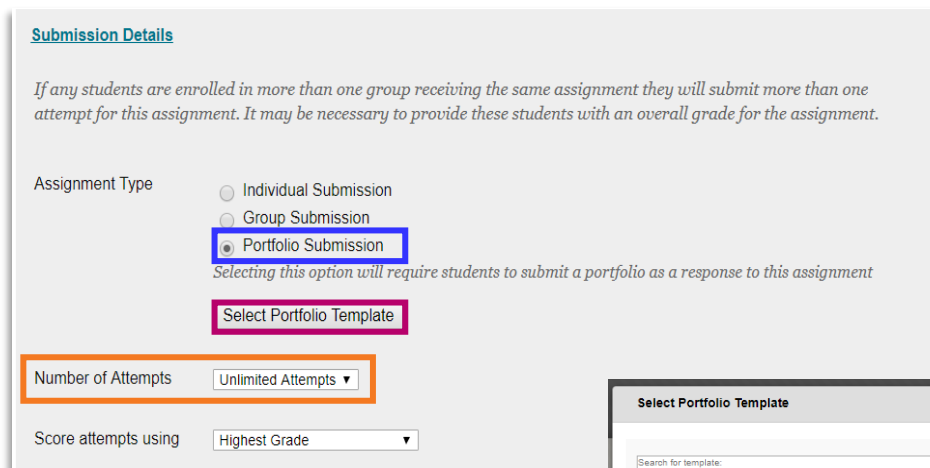 Submission Details
If any students are enrolled in more than one group receiving the same assignment they will submit more than one
attempt for this assignment. It may be necessary to provide these students with an overall grade for the assignment.
Assignment Type
Individual Submission
Group Submission
Portfolio Submission
Selecting this option will require students to submit a portfolio as a response to this assignment
Select Portfolio Template
Number of Attempts Unlimited Attempts ▼
Score attempts using Highest Grade ▼
Select Portfolio Template
Search for template: